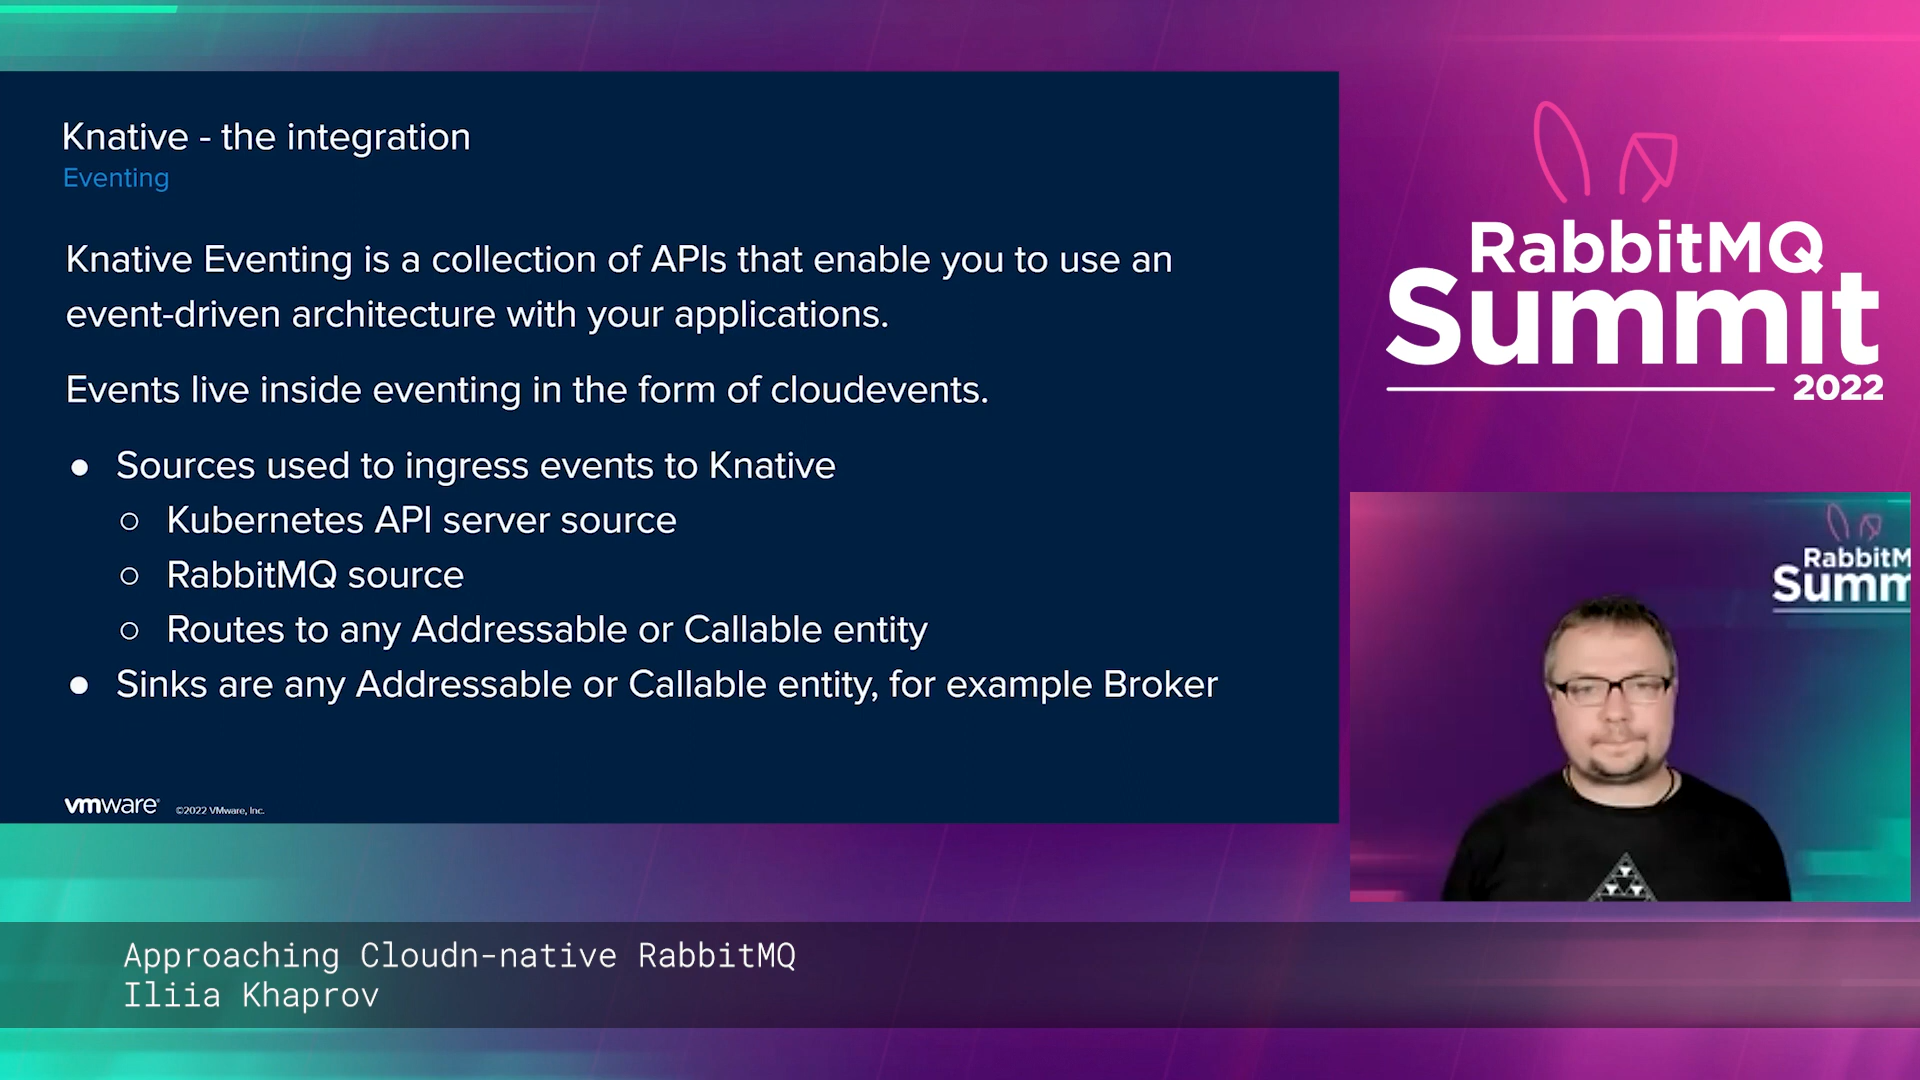 Knative - the integration
Eventing
Knative Eventing is a collection of APIs that enable you to use an
event-driven architecture with your applications.
Events live inside eventing in the form of cloudevents.
● Sources used to ingress events to Knative
○ Kubernetes API server source
○ RabbitMQ source
○ Routes to any Addressable or Callable entity
● Sinks are any Addressable or Callable entity, for example Broker
vmware ©2022 VMware, Inc.
RabbitMQ
Summit
2022
RabbitM
Summ
Approaching Cloudn-native RabbitMQ
Iliia Khaprov